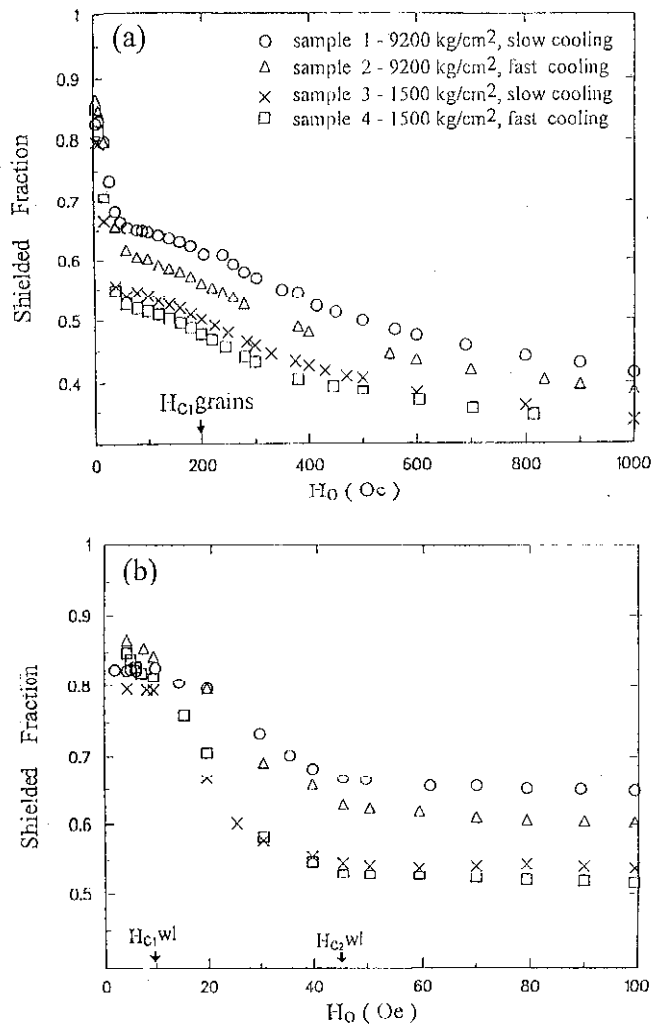 (a)
○ sample 1 - 9200 kg/cm2, slow cooling
△ sample 2 - 9200 kg/cm2, fast cooling
× sample 3 - 1500 kg/cm2, slow cooling
□ sample 4 - 1500 kg/cm2, fast cooling
1
0.9
0.8
0.7
0.6
0.5
0.4
Shielded Fraction
HC1grains
0
200
400
600
800
1000
H0 ( Oe )
(b)
1
0.9
0.8
0.7
0.6
0.5
Shielded Fraction
HC1wl
HC2wl
0
20
40
60
80
100
H0 ( Oe )